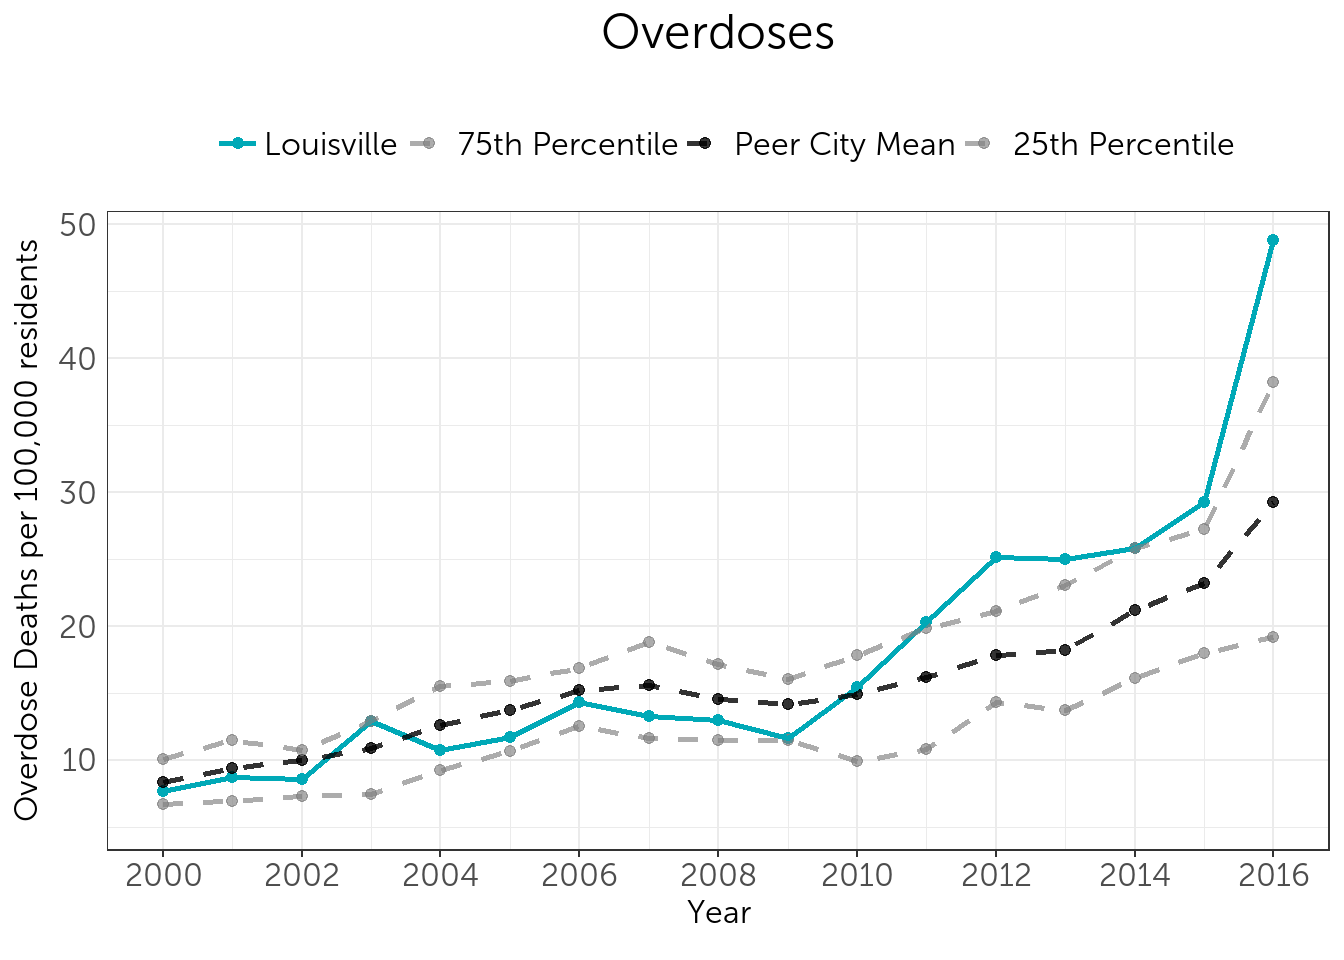 Overdoses
Louisville 75th Percentile Peer City Mean 25th Percentile
Overdose Deaths per 100,000 residents
50
40
30
20
10
2000 2002 2004 2006 2008 2010 2012 2014 2016
Year